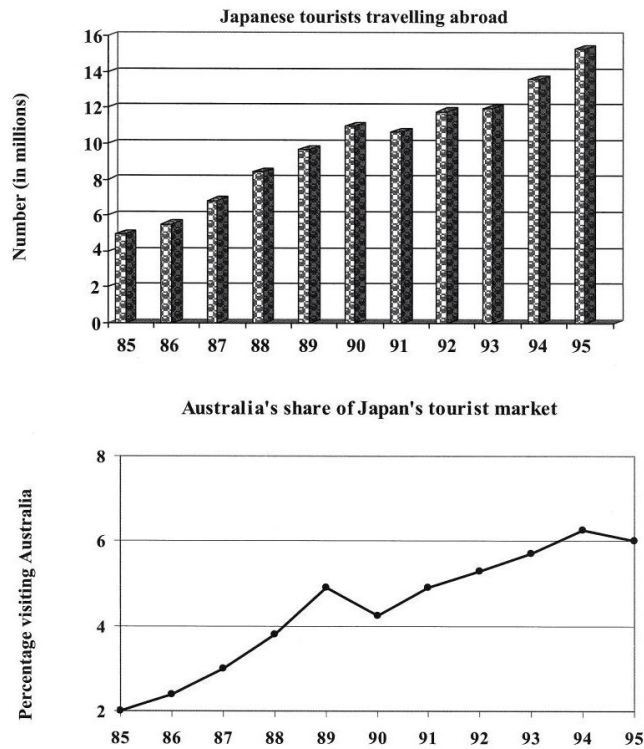 Japanese tourists travelling abroad
Number (in millions)
16
14
12
10
8
6
4
2
0
85 86 87 88 89 90 91 92 93 94 95
Australia's share of Japan's tourist market
Percentage visiting Australia
8
6
4
2
85 86 87 88 89 90 91 92 93 94 95